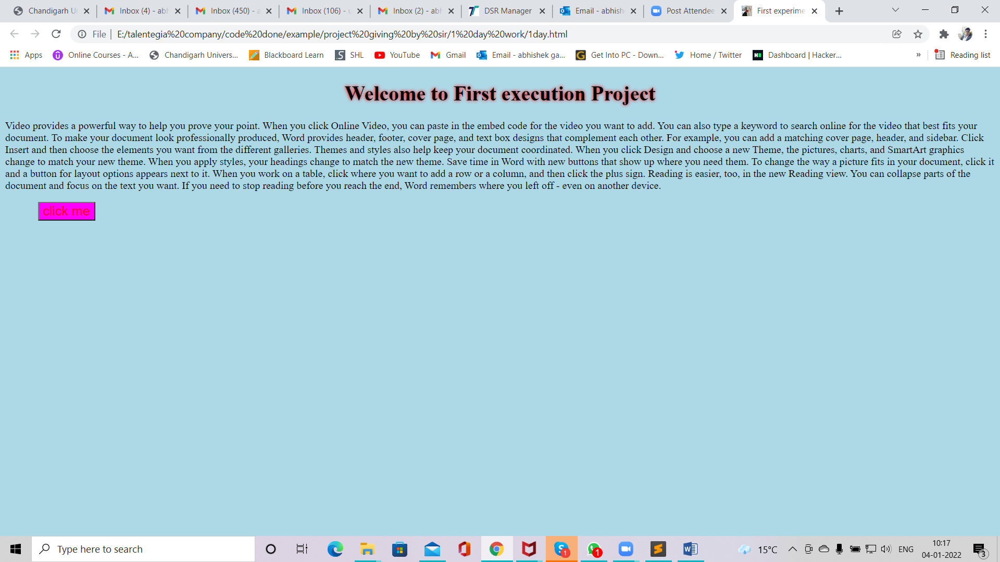 Chandigarh Ur
Inbox (4) - abh
Inbox (450) - a
Inbox (106) - u
Inbox (2) - abh
DSR Manager
Email - abhish
Post Attendee
First experime
File
E:/talentegia%20company/code%20done/example/project%20giving%20by%20sir/1%20day%20work/1day.html
Apps
Online Courses - A...
Chandigarh Univers...
Blackboard Learn
SHL
YouTube
Gmail
Email - abhishek ga...
Get Into PC - Down...
Home / Twitter
Dashboard | Hacker...
»
Reading list
Welcome to First execution Project
Video provides a powerful way to help you prove your point. When you click Online Video, you can paste in the embed code for the video you want to add. You can also type a keyword to search online for the video that best fits your
document. To make your document look professionally produced, Word provides header, footer, cover page, and text box designs that complement each other. For example, you can add a matching cover page, header, and sidebar. Click
Insert and then choose the elements you want from the different galleries. Themes and styles also help keep your document coordinated. When you click Design and choose a new Theme, the pictures, charts, and SmartArt graphics
change to match your new theme. When you apply styles, your headings change to match the new theme. Save time in Word with new buttons that show up where you need them. To change the way a picture fits in your document, click it
and a button for layout options appears next to it. When you work on a table, click where you want to add a row or a column, and then click the plus sign. Reading is easier, too, in the new Reading view. You can collapse parts of the
document and focus on the text you want. If you need to stop reading before you reach the end, Word remembers where you left off - even on another device.
click me
Type here to search
1
1
15°C
ENG
10:17
04-01-2022
3